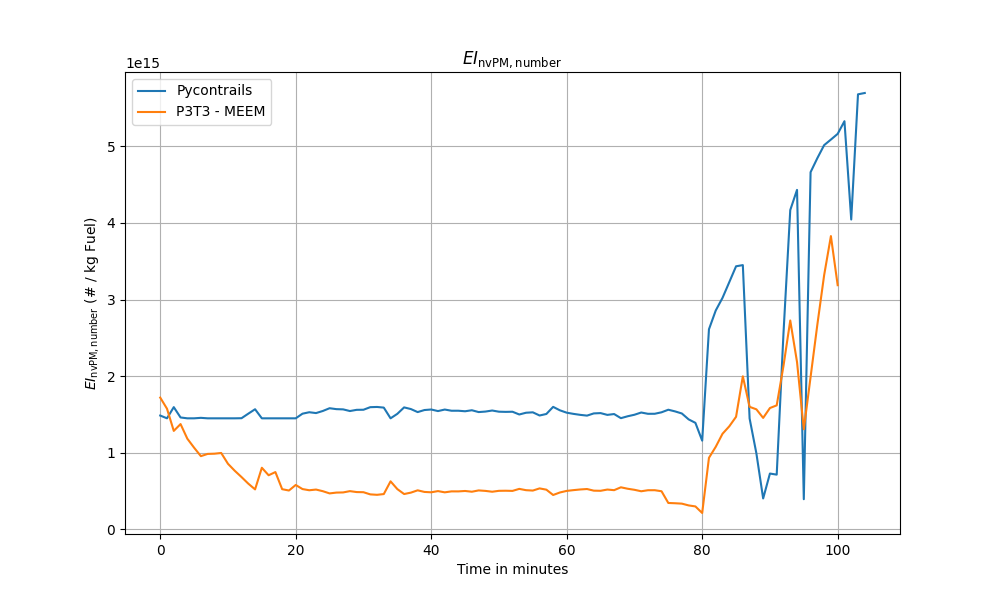 EI_nvPM, number
1e15
Pycontrails
P3T3 - MEEM
EI_nvPM, number (# / kg Fuel)
5
4
3
2
1
0
0 20 40 60 80 100
Time in minutes